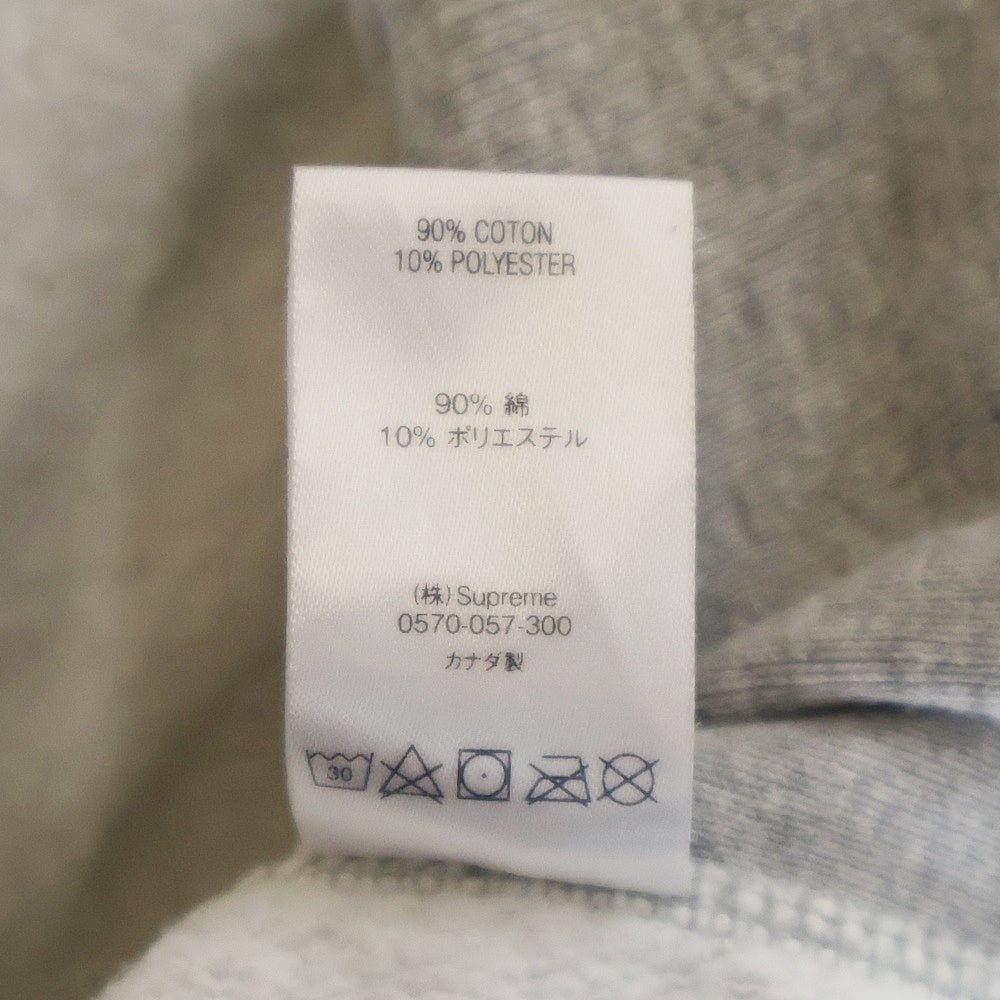 90% COTON
10% POLYESTER
90% 綿
10% ポリエステル
(株) Supreme
0570-057-300
カナダ製
30